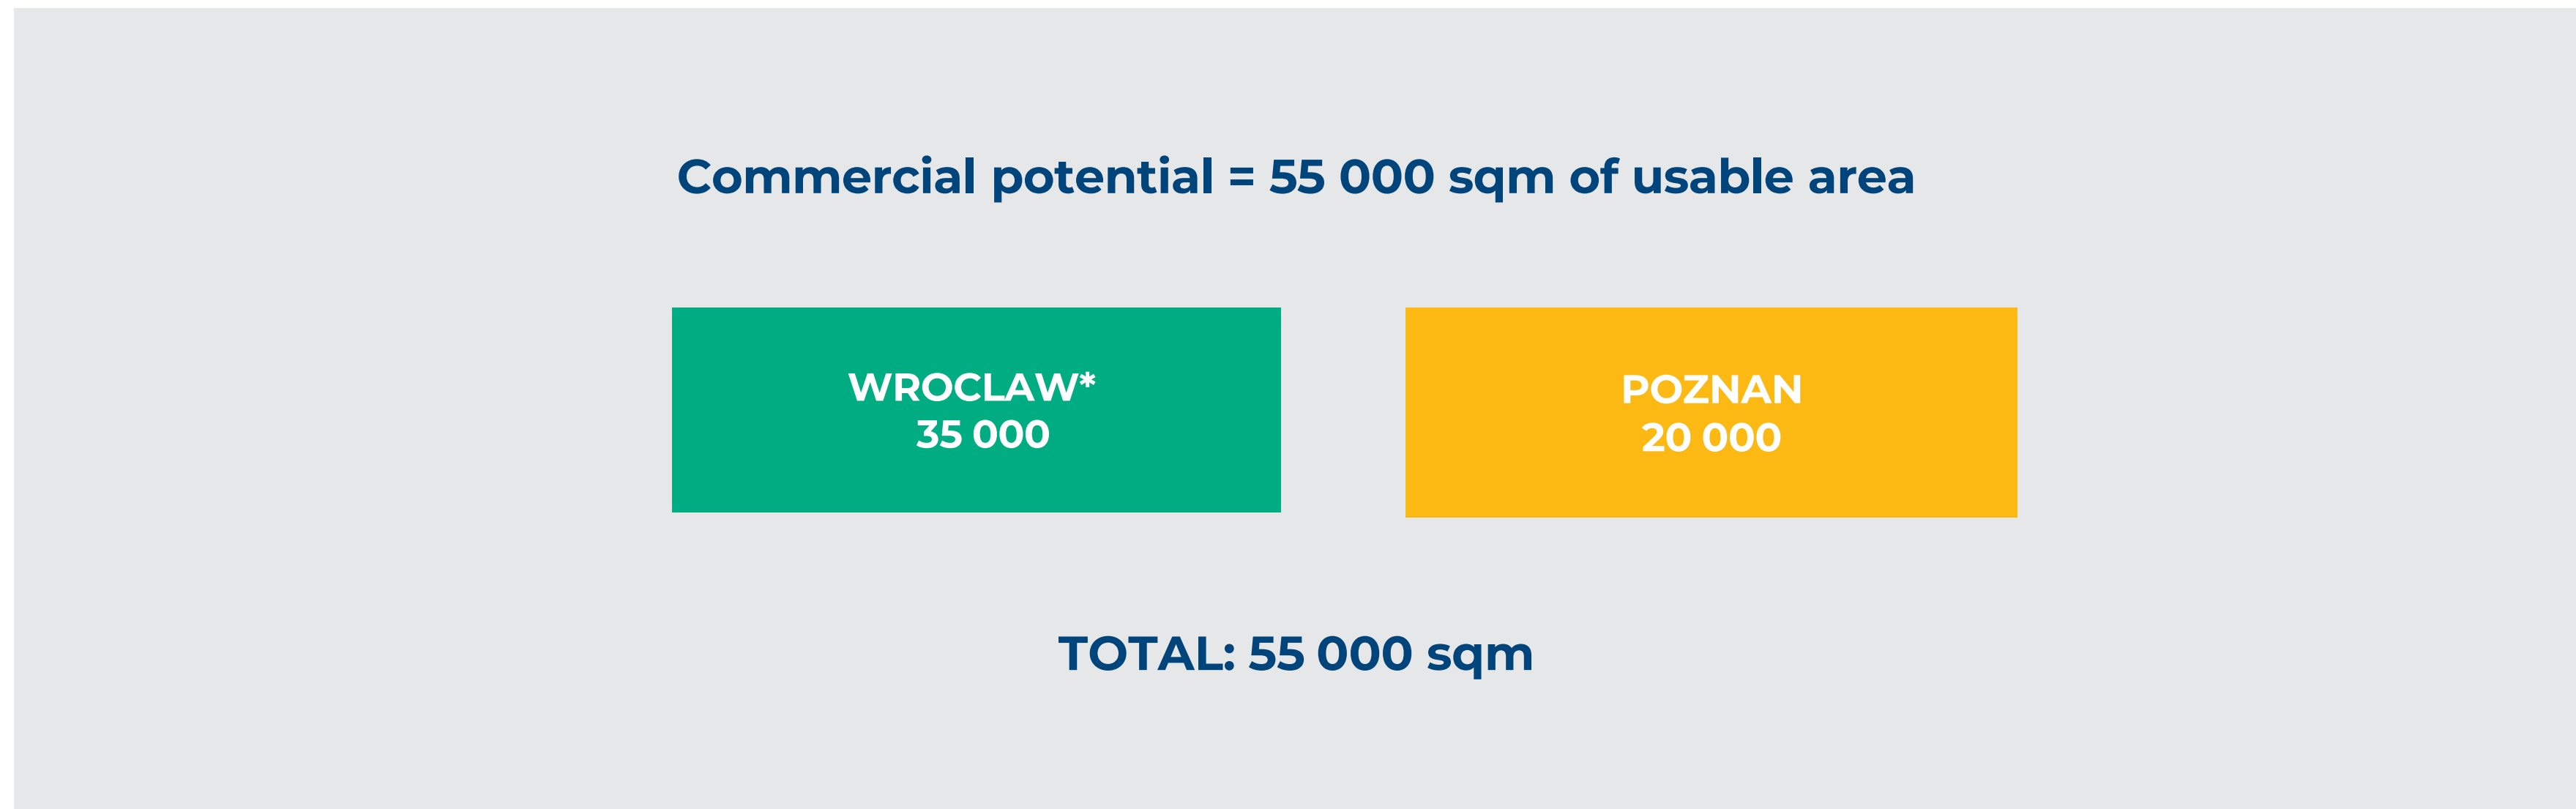 Commercial potential = 55 000 sqm of usable area
WROCLAW*
35 000
POZNAN
20 000
TOTAL: 55 000 sqm